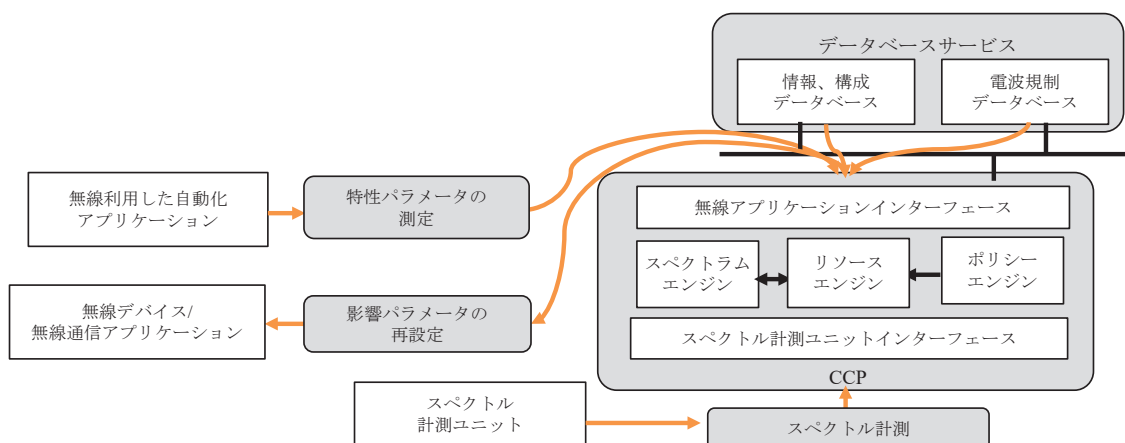 データベースサービス
情報、構成
データベース
電波規制
データベース
無線利用した自動化
アプリケーション
特性パラメータの
測定
無線アプリケーションインターフェース
スペクトラム
エンジン
リソース
エンジン
ポリシー
エンジン
無線デバイス/
無線通信アプリケーション
影響パラメータの
再設定
スペクトル計測ユニットインターフェース
CCP
スペクトル
計測ユニット
スペクトル計測